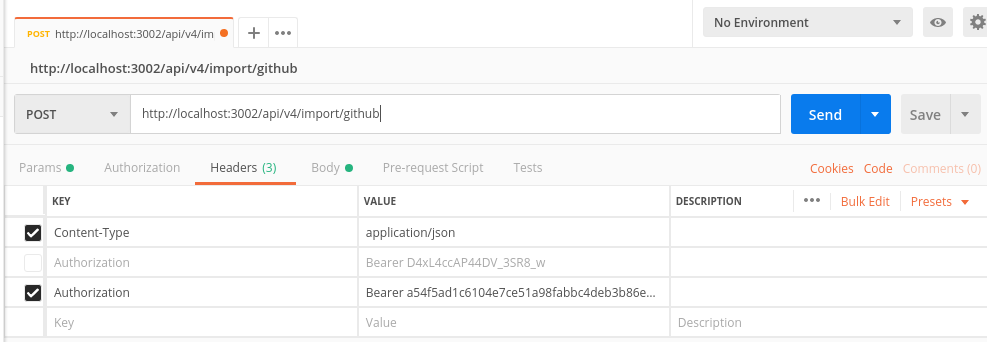 POST http://localhost:3002/api/v4/im
No Environment
http://localhost:3002/api/v4/import/github
POST http://localhost:3002/api/v4/import/github Send Save
Params Authorization Headers (3) Body Pre-request Script Tests Cookies Code Comments (0)
KEY VALUE DESCRIPTION ••• Bulk Edit Presets
Content-Type application/json
Authorization Bearer D4xL4ccAP44DV_3SR8_w
Authorization Bearer a54f5ad1c6104e7ce51a98fabbc4deb3b86e...
Key Value Description